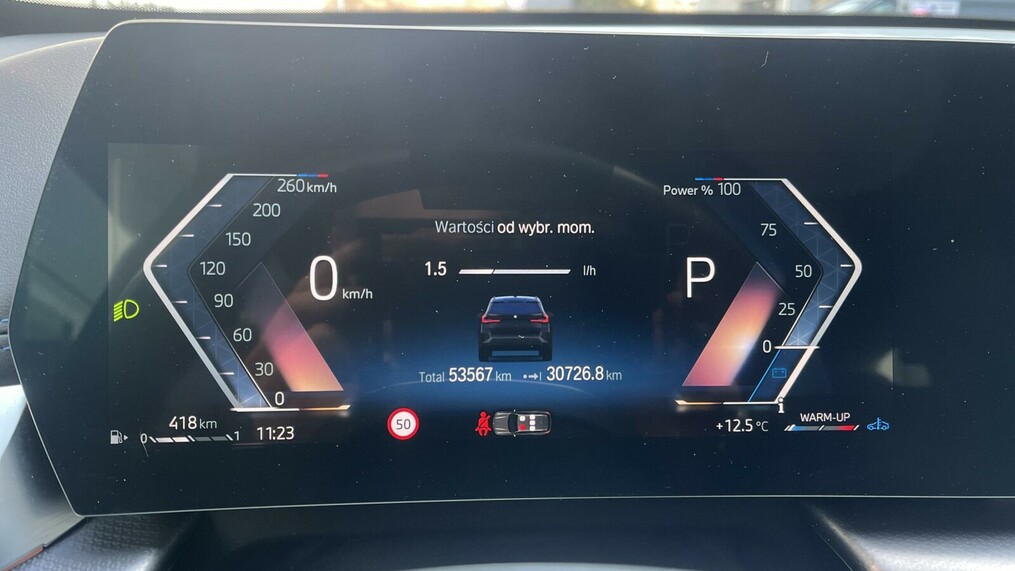 260 km/h
200
150
120
90
60
30
0
0 km/h
Wartości od wybr. mom.
1.5 l/h
Total 53567 km 30726.8 km
P
Power % 100
75
50
25
0
418 km
0 1
11:23
50
+12.5 °C
WARM-UP
i